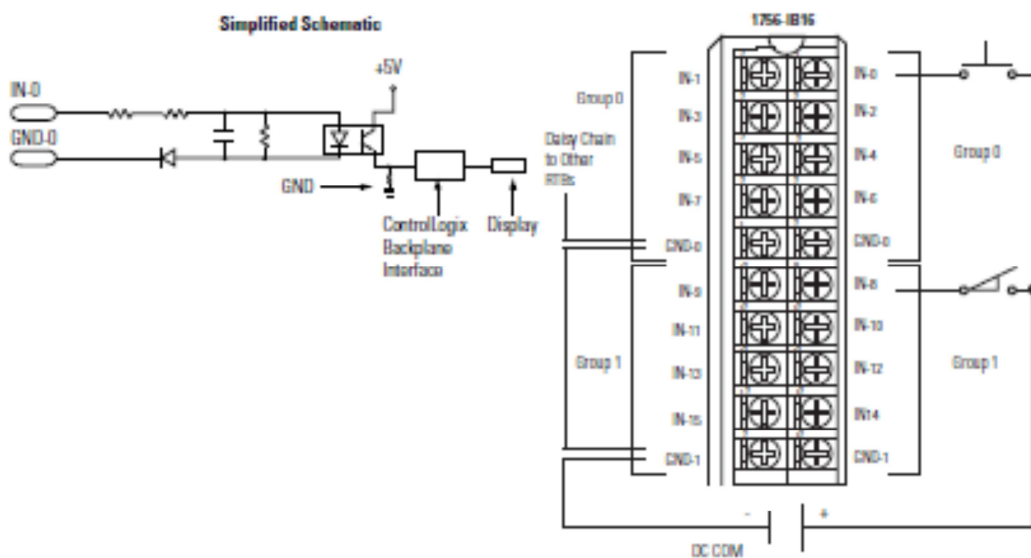 Simplified Schematic
IN-0
GND-0
+5V
GND
ControlLogix
Backplane
Interface
Display
1756-IB16
Group 0
Daisy Chain
to Other
RTBs
Group 1
IN-1
IN-3
IN-5
IN-7
GND-0
IN-9
IN-11
IN-13
IN-15
GND-1
IN-0
IN-2
IN-4
IN-6
GND-0
IN-8
IN-10
IN-12
IN14
GND-1
Group 0
Group 1
-
+
DC COM